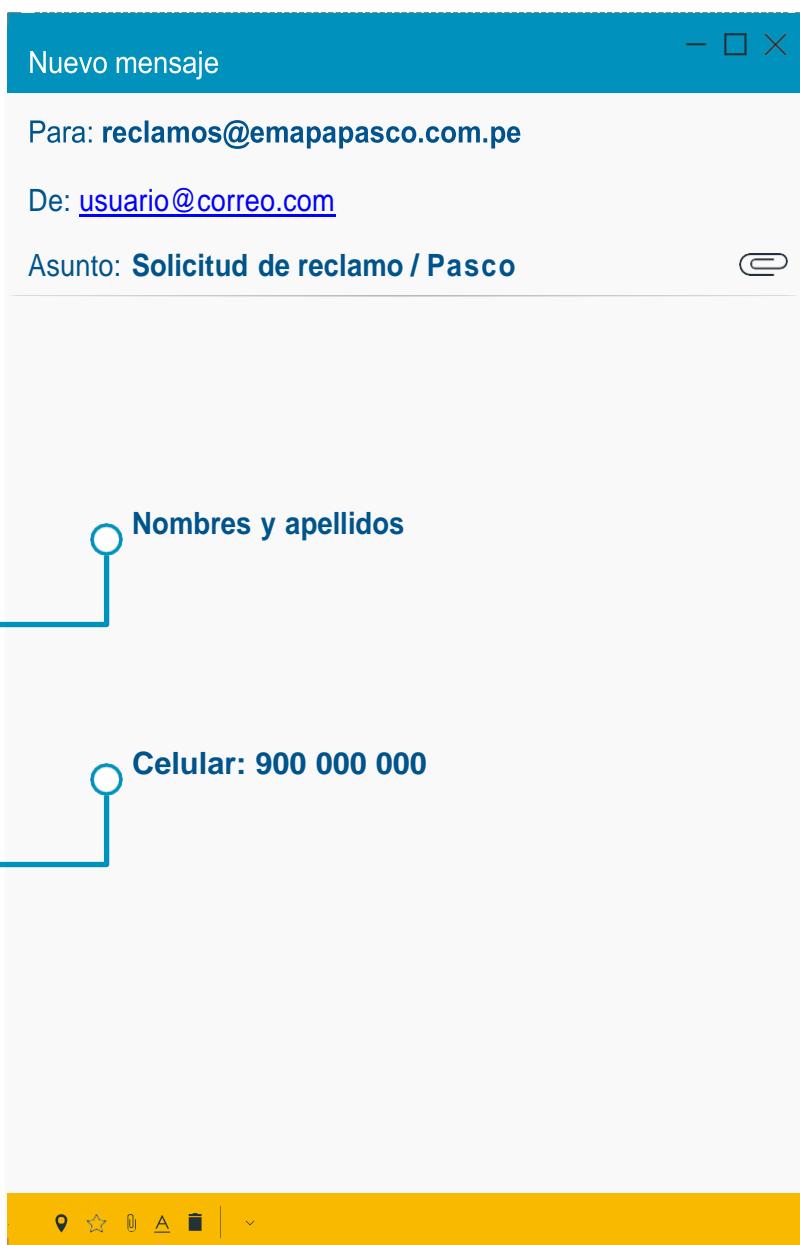 Nuevo mensaje
Para: reclamos@emapapasco.com.pe
De: usuario@correo.com
Asunto: Solicitud de reclamo / Pasco
Nombres y apellidos
Celular: 900 000 000
A